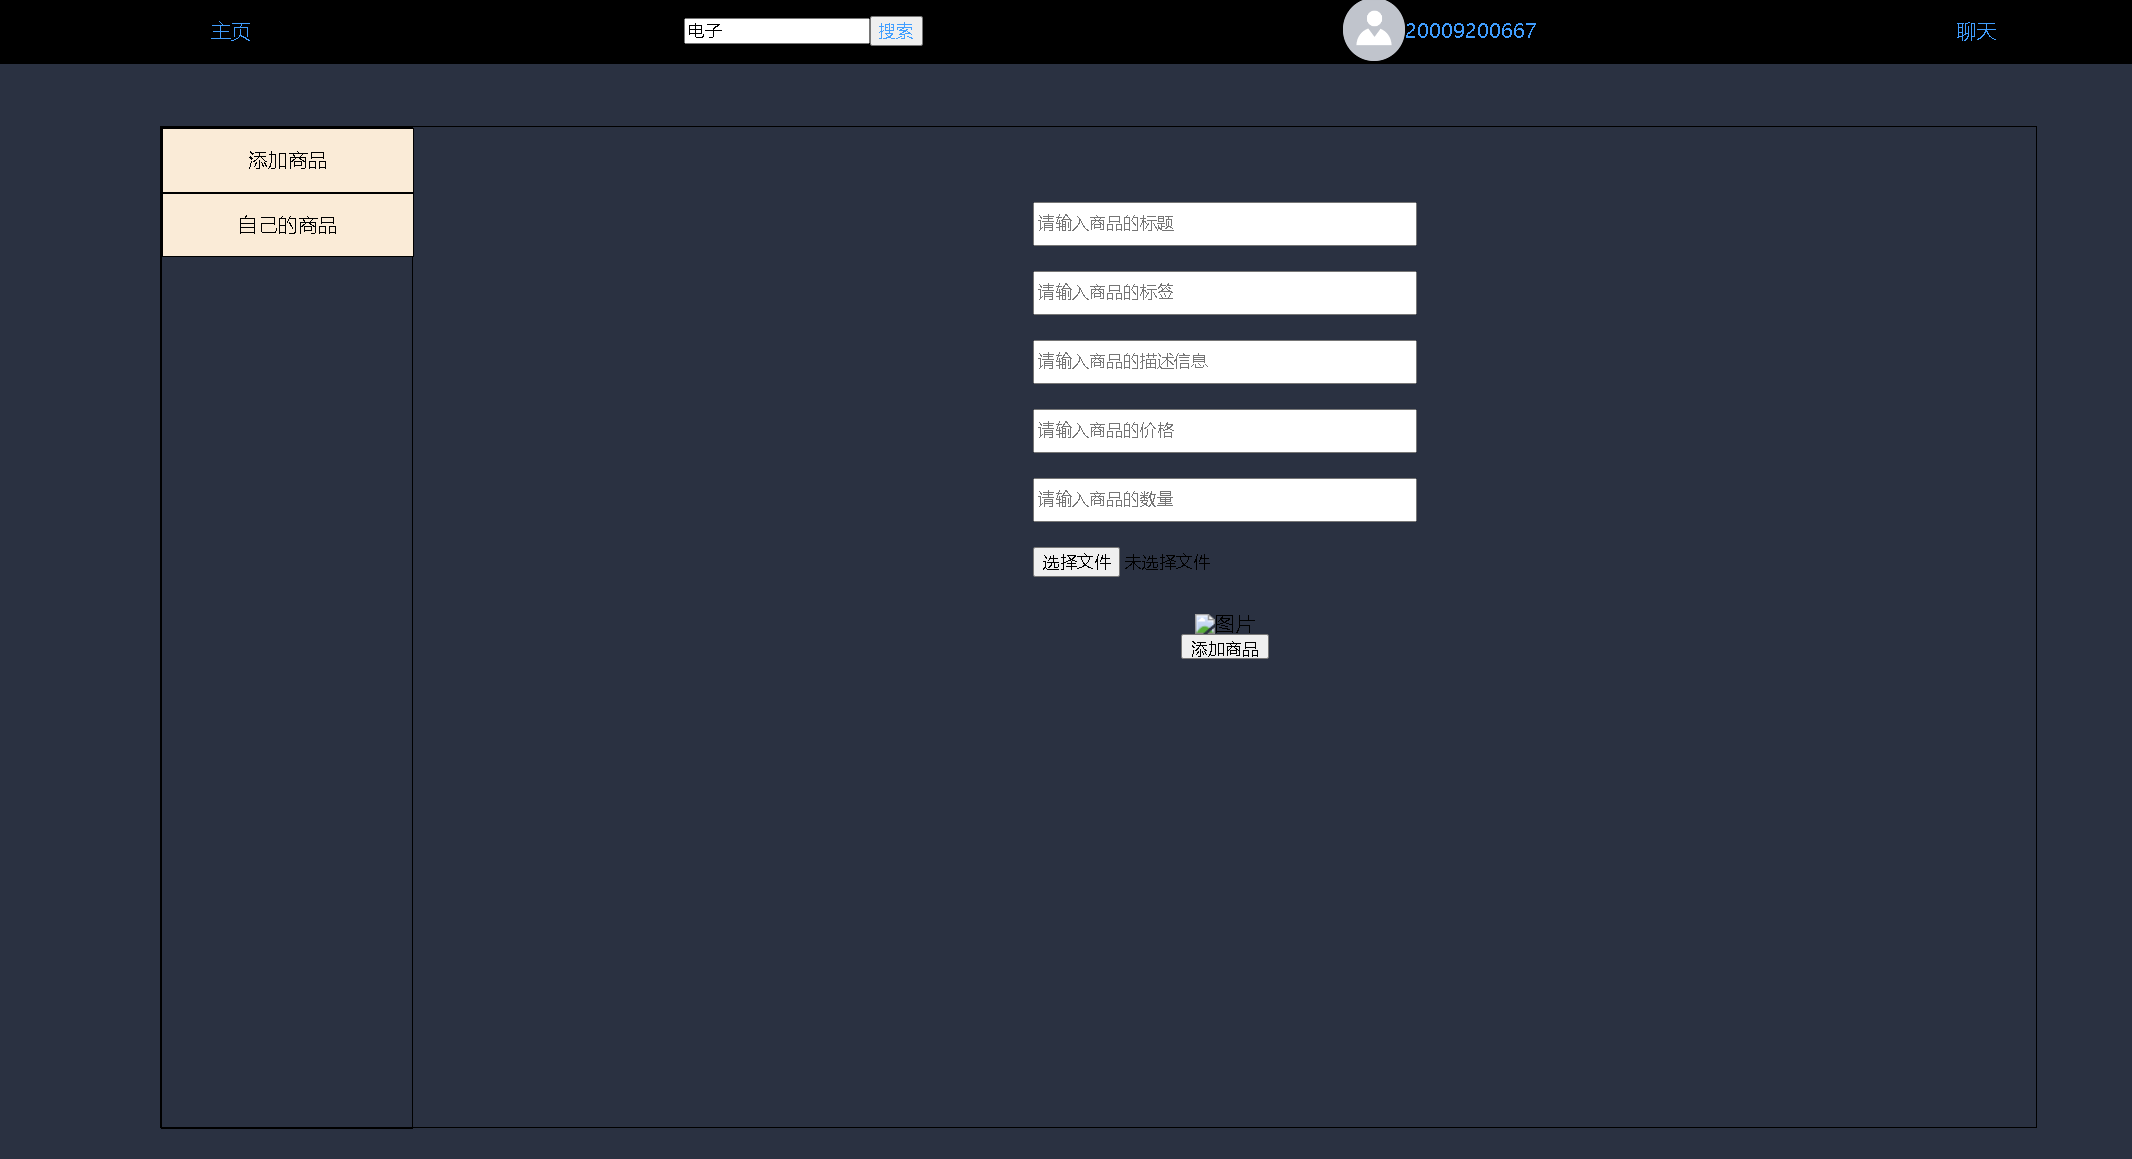 主页
电子 搜索
20009200667
聊天
添加商品
自己的商品
请输入商品的标题
请输入商品的标签
请输入商品的描述信息
请输入商品的价格
请输入商品的数量
选择文件 未选择文件
图片
添加商品